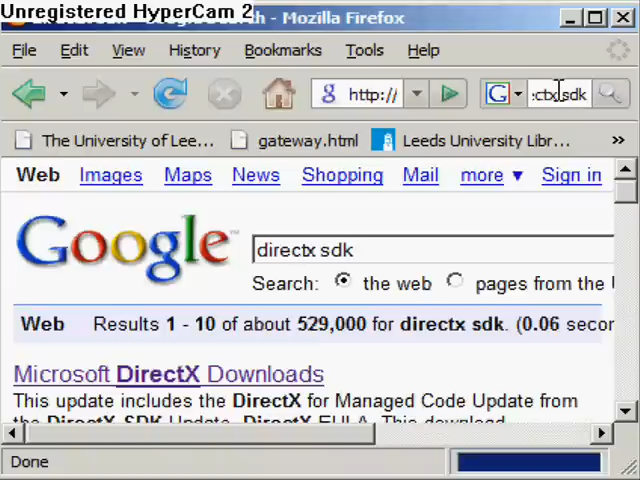 Unregistered HyperCam 2
Mozilla Firefox
File Edit View History Bookmarks Tools Help
g http:// G :ctx sdk
The University of Lee... gateway.html Leeds University Libr... »
Web Images Maps News Shopping Mail more ▼ Sign in
Google™ directx sdk
Search: the web pages from the
Web Results 1 - 10 of about 529,000 for directx sdk. (0.06 secon
Microsoft DirectX Downloads
This update includes the DirectX for Managed Code Update from
the DirectX SDK Update. DirectX EULA. This download
Done